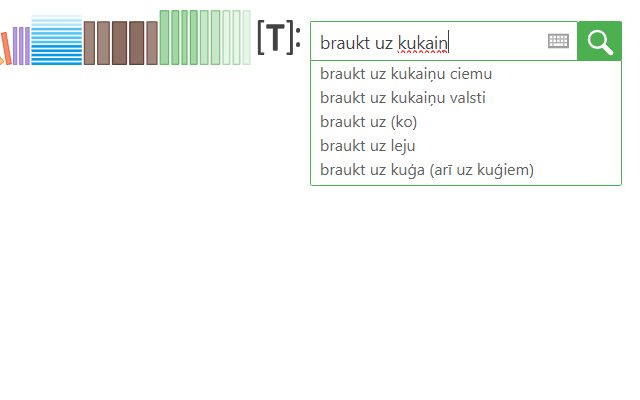 [T]:
braukt uz kukain
braukt uz kukaiņu ciemu
braukt uz kukaiņu valsti
braukt uz (ko)
braukt uz leju
braukt uz kuģa (arī uz kuģiem)